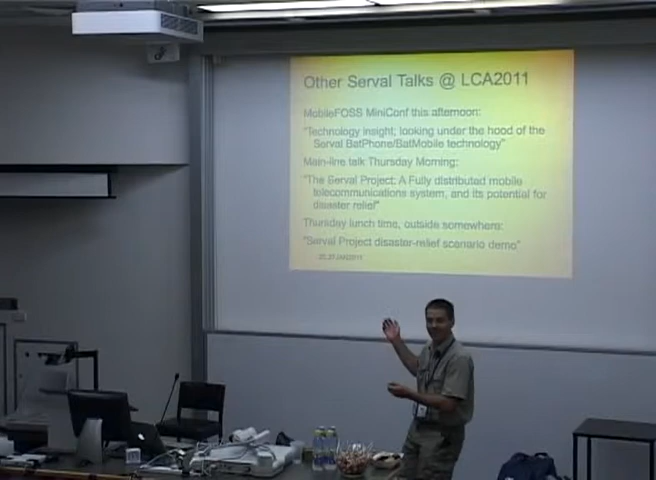 Other Serval Talks @ LCA2011
MobileFOSS MiniConf this afternoon:
"Technology insight; looking under the hood of the
Serval BatPhone/BatMobile technology"
Main-line talk Thursday Morning:
"The Serval Project: A Fully distributed mobile
telecommunications system, and its potential for
disaster relief"
Thursday lunch time, outside somewhere:
"Serval Project disaster-relief scenario demo"